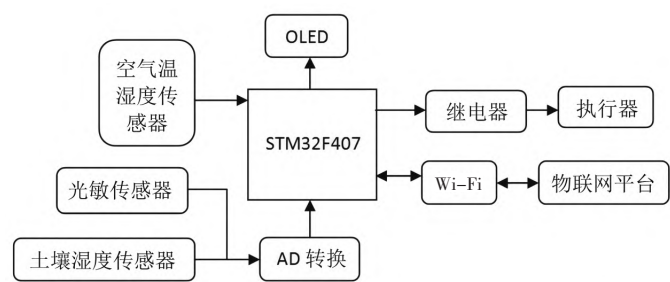 OLED
空气温
湿度传
感器
STM32F407
继电器
执行器
光敏传感器
Wi-Fi
物联网平台
土壤湿度传感器
AD 转换